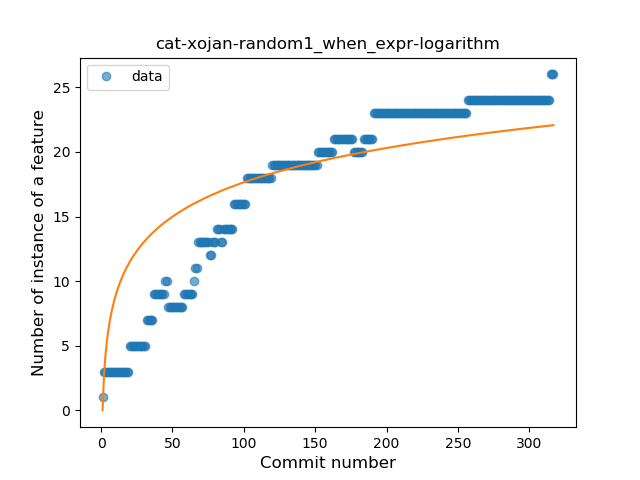 cat-xojan-random1_when_expr-logarithm
data
Number of instance of a feature
25
20
15
10
5
0
0 50 100 150 200 250 300
Commit number